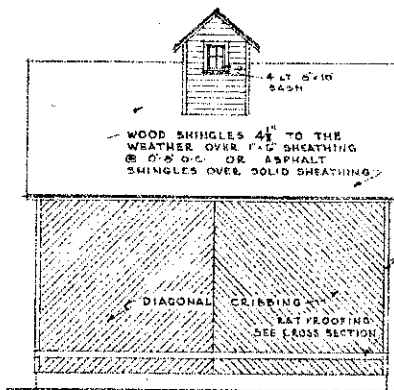 4 LT 8"x10"
SASH
WOOD SHINGLES 4½" TO THE
WEATHER OVER 1"x6" SHEATHING
@ 0'-8" O.C. OR ASPHALT
SHINGLES OVER SOLID SHEATHING
DIAGONAL CRIBBING
RAT PROOFING
SEE CROSS SECTION